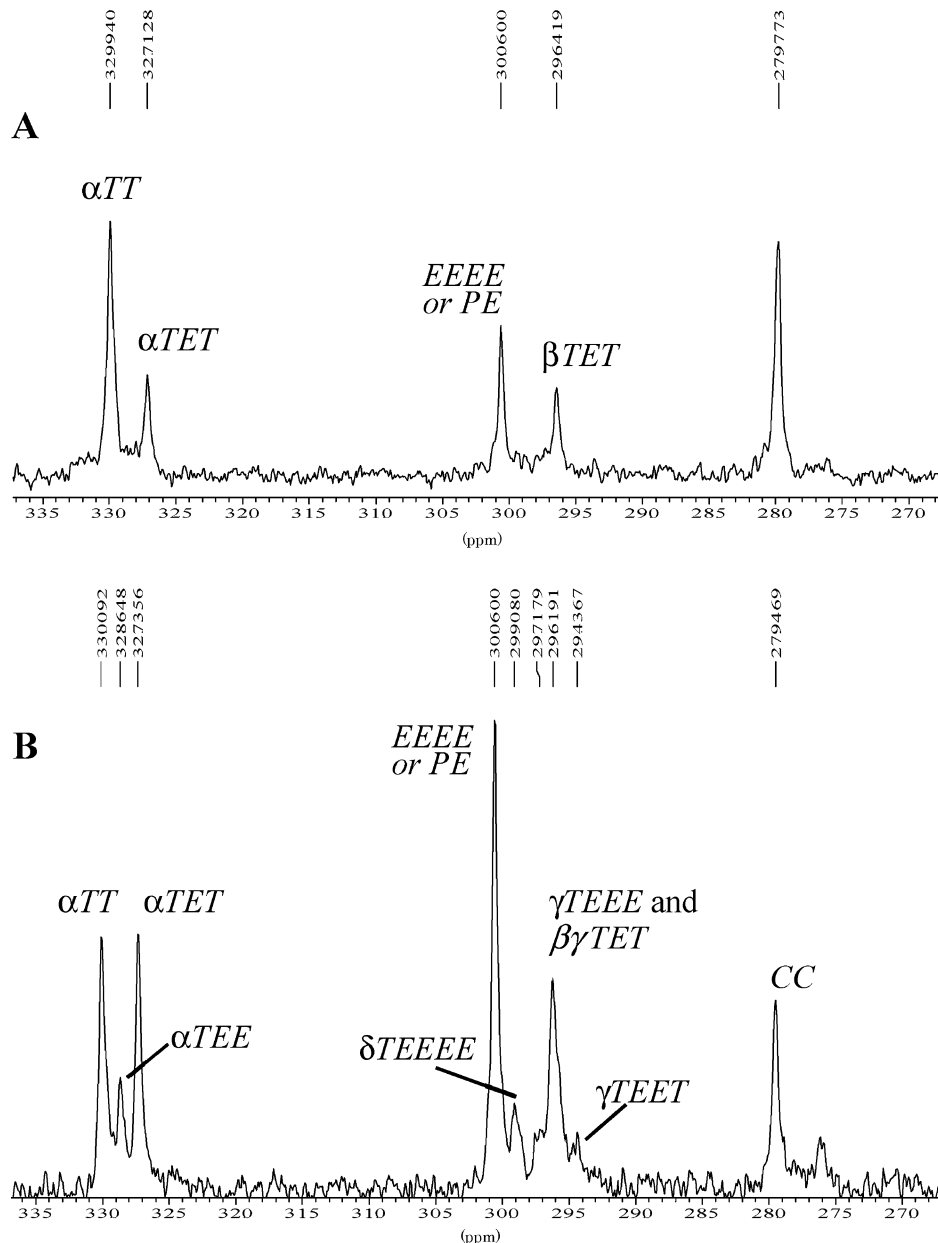 329940
327128
300600
296419
279773
A
αTT
EEEE
or PE
αTET
βTET
335 330 325 320 315 310 305 300 295 290 285 280 275 270
(ppm)
330092
328648
327356
300600
299080
297179
296191
294367
279469
B
EEEE
or PE
αTT αTET
γTEEE and
βγTET
CC
αTEE
δTEEEE
γTEET
335 330 325 320 315 310 305 300 295 290 285 280 275 270
(ppm)